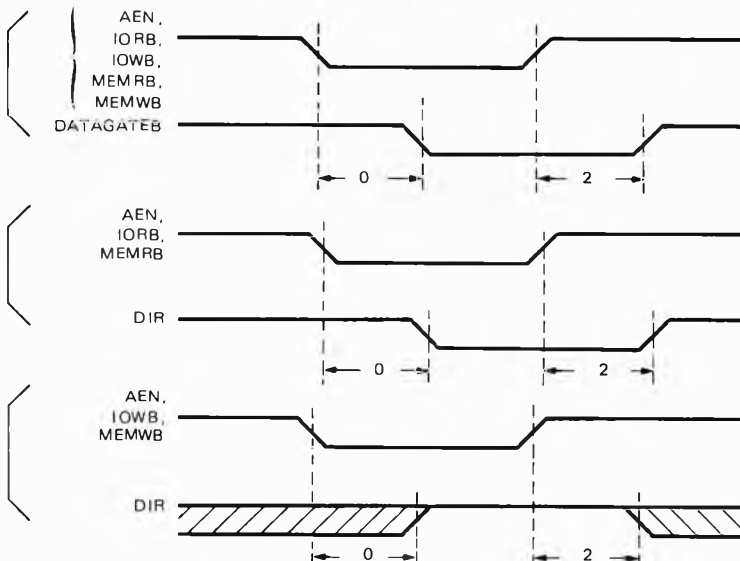 AEN,
IORB,
IOWB,
MEMRB,
MEMWB
DATAGATEB
0 2
AEN,
IORB,
MEMRB
DIR
0 2
AEN,
IOWB,
MEMWB
DIR
0 2